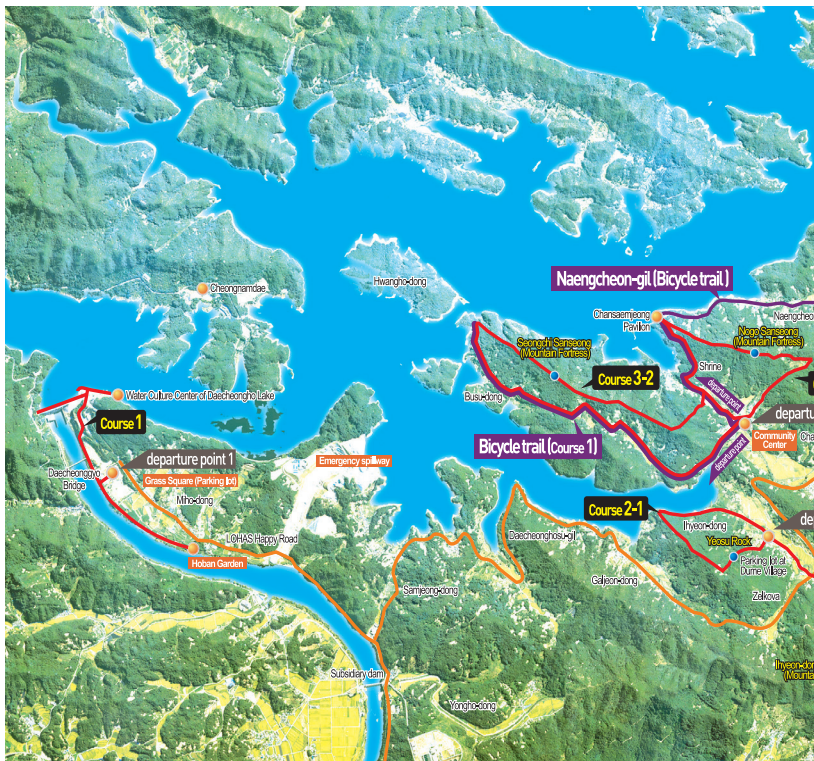 Naengcheon-gil (Bicycle trail)
Hwangho-dong
Cheongnamdae
Chansaemjeong
Pavilion
Naengcheo
Nogo Sanseong
(Mountain Fortress)
Seongchi Sanseong
(Mountain Fortress)
Shrine
Course 3-2
departure point
Water Culture Center of Daecheongho Lake
Busu-dong
Course 1
departu
Community
Center
Cha
Bicycle trail (Course 1)
departure point
departure point 1
Emergency spillway
Daecheonggyo
Bridge
Grass Square (Parking lot)
Miho-dong
Course 2-1
Ihyeon-dong
de
LOHAS Happy Road
Daecheonghosu-gil
Yeosu Rock
Hoban Garden
Parking lot at
Dume Village
Galjeon-dong
Samjeong-dong
Zelkova
Subsidiary dam
Ihyeon-don
(Mounta
Yongho-dong